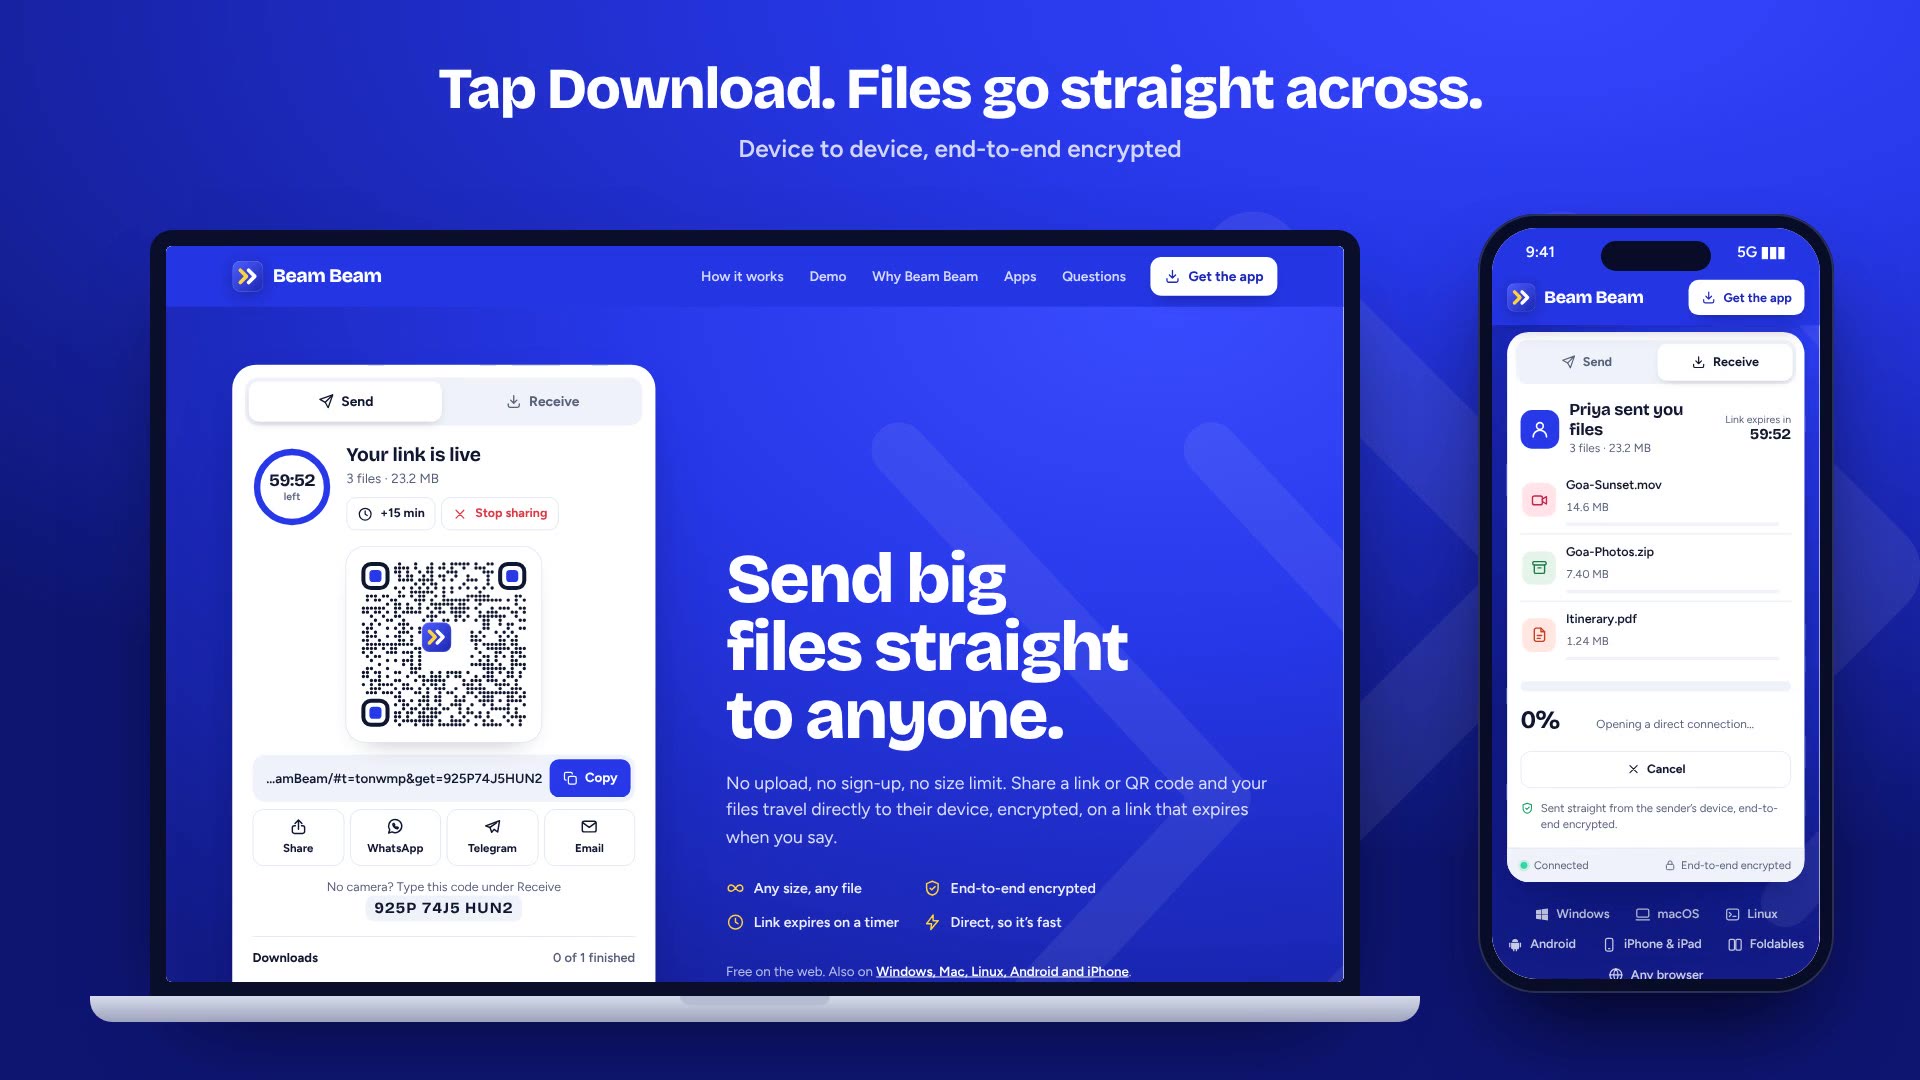 Tap Download. Files go straight across.
Device to device, end-to-end encrypted
Beam Beam
How it works
Demo
Why Beam Beam
Apps
Questions
Get the app
Send
Receive
59:52
left
Your link is live
3 files · 23.2 MB
+15 min
Stop sharing
...amBeam/#t=tonwmp&get=925P74J5HUN2
Copy
Share
WhatsApp
Telegram
Email
No camera? Type this code under Receive
925P 74J5 HUN2
Downloads
0 of 1 finished
Send big
files straight
to anyone.
No upload, no sign-up, no size limit. Share a link or QR code and your
files travel directly to their device, encrypted, on a link that expires
when you say.
Any size, any file
End-to-end encrypted
Link expires on a timer
Direct, so it's fast
Free on the web. Also on Windows, Mac, Linux, Android and iPhone.
9:41
5G
Beam Beam
Get the app
Send
Receive
Priya sent you
files
3 files · 23.2 MB
Link expires in
59:52
Goa-Sunset.mov
14.6 MB
Goa-Photos.zip
7.40 MB
Itinerary.pdf
1.24 MB
0%
Opening a direct connection...
Cancel
Sent straight from the sender's device, end-to-
end encrypted.
Connected
End-to-end encrypted
Windows
macOS
Linux
Android
iPhone & iPad
Foldables
Any browser